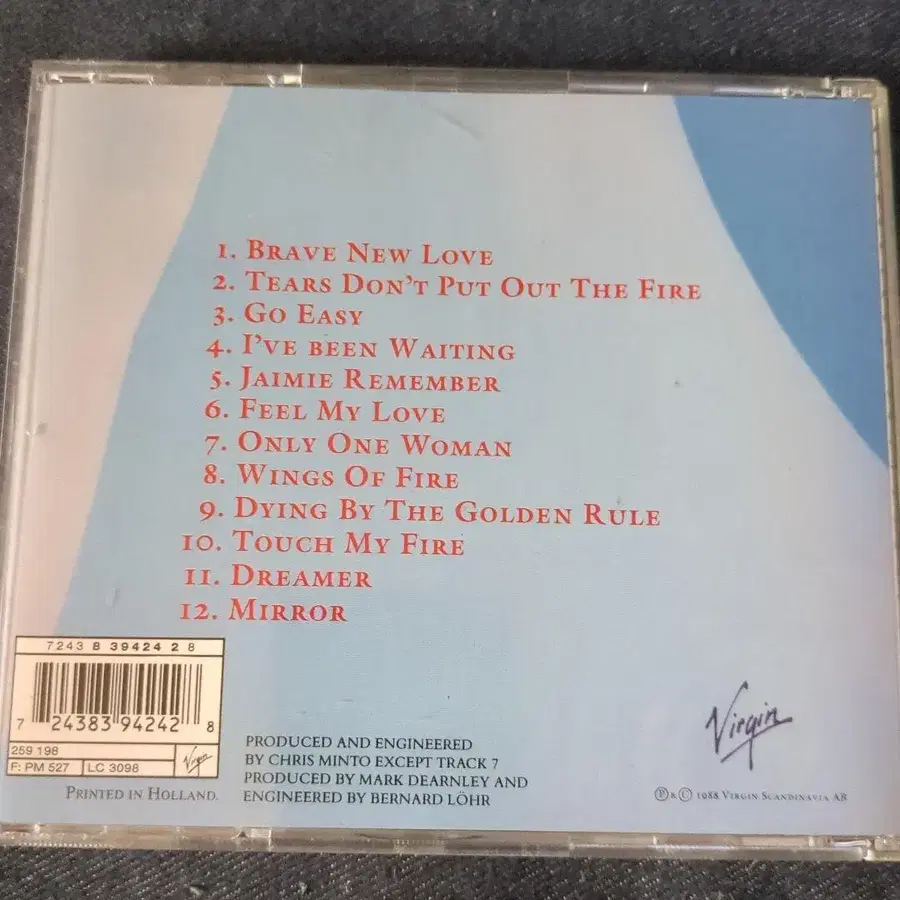 1. Brave New Love
2. Tears Don't Put Out The Fire
3. Go Easy
4. I've been Waiting
5. Jaimie Remember
6. Feel My Love
7. Only One Woman
8. Wings Of Fire
9. Dying By The Golden Rule
10. Touch My Fire
11. Dreamer
12. Mirror
7243 8 39424 2 8
7 24383 94242 8
259 198
F: PM 527 LC 3098 Virgin
Printed in Holland.
PRODUCED AND ENGINEERED
BY CHRIS MINTO EXCEPT TRACK 7
PRODUCED BY MARK DEARNLEY AND
ENGINEERED BY BERNARD LÖHR
Virgin
℗ & © 1988 Virgin Scandinavia AB